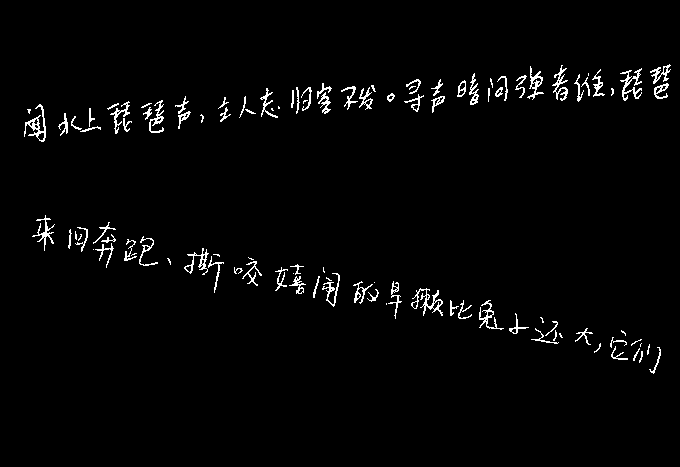 闻水上琵琶声,主人忘归客不发。寻声暗问弹者谁,琵琶
来回奔跑、撕咬嬉闹的旱獭比兔子还大,它们